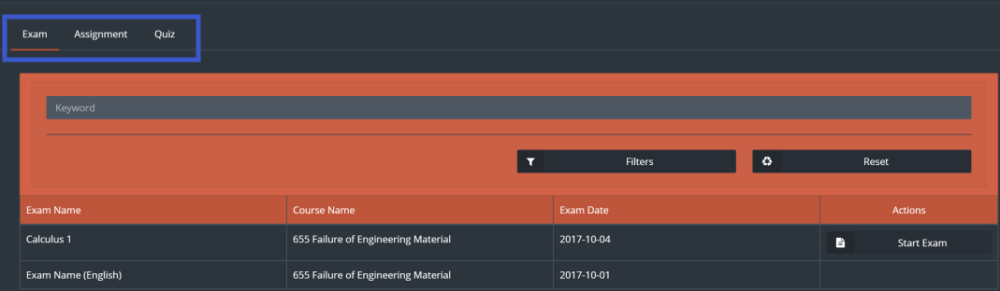 Exam Assignment Quiz
Keyword
Filters Reset
Exam Name Course Name Exam Date Actions
Calculus 1 655 Failure of Engineering Material 2017-10-04 Start Exam
Exam Name (English) 655 Failure of Engineering Material 2017-10-01